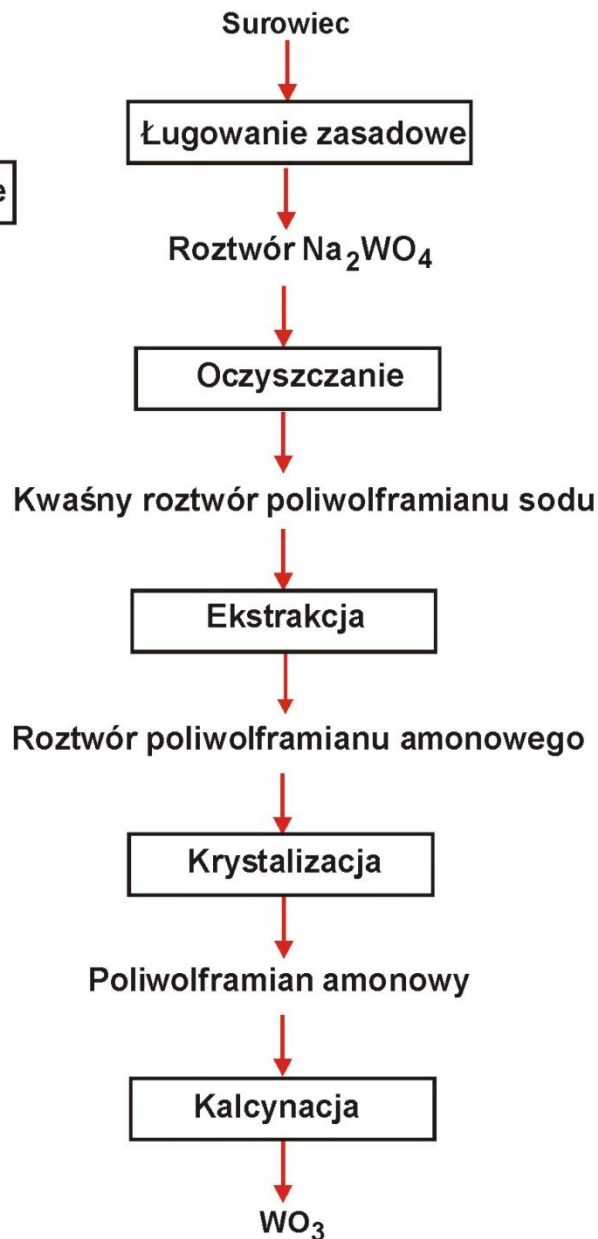 Surowiec
Ługowanie zasadowe
e
Roztwór Na₂WO₄
Oczyszczanie
Kwaśny roztwór poliwolframianu sodu
Ekstrakcja
Roztwór poliwolframianu amonowego
Krystalizacja
Poliwolframian amonowy
Kalcynacja
WO₃